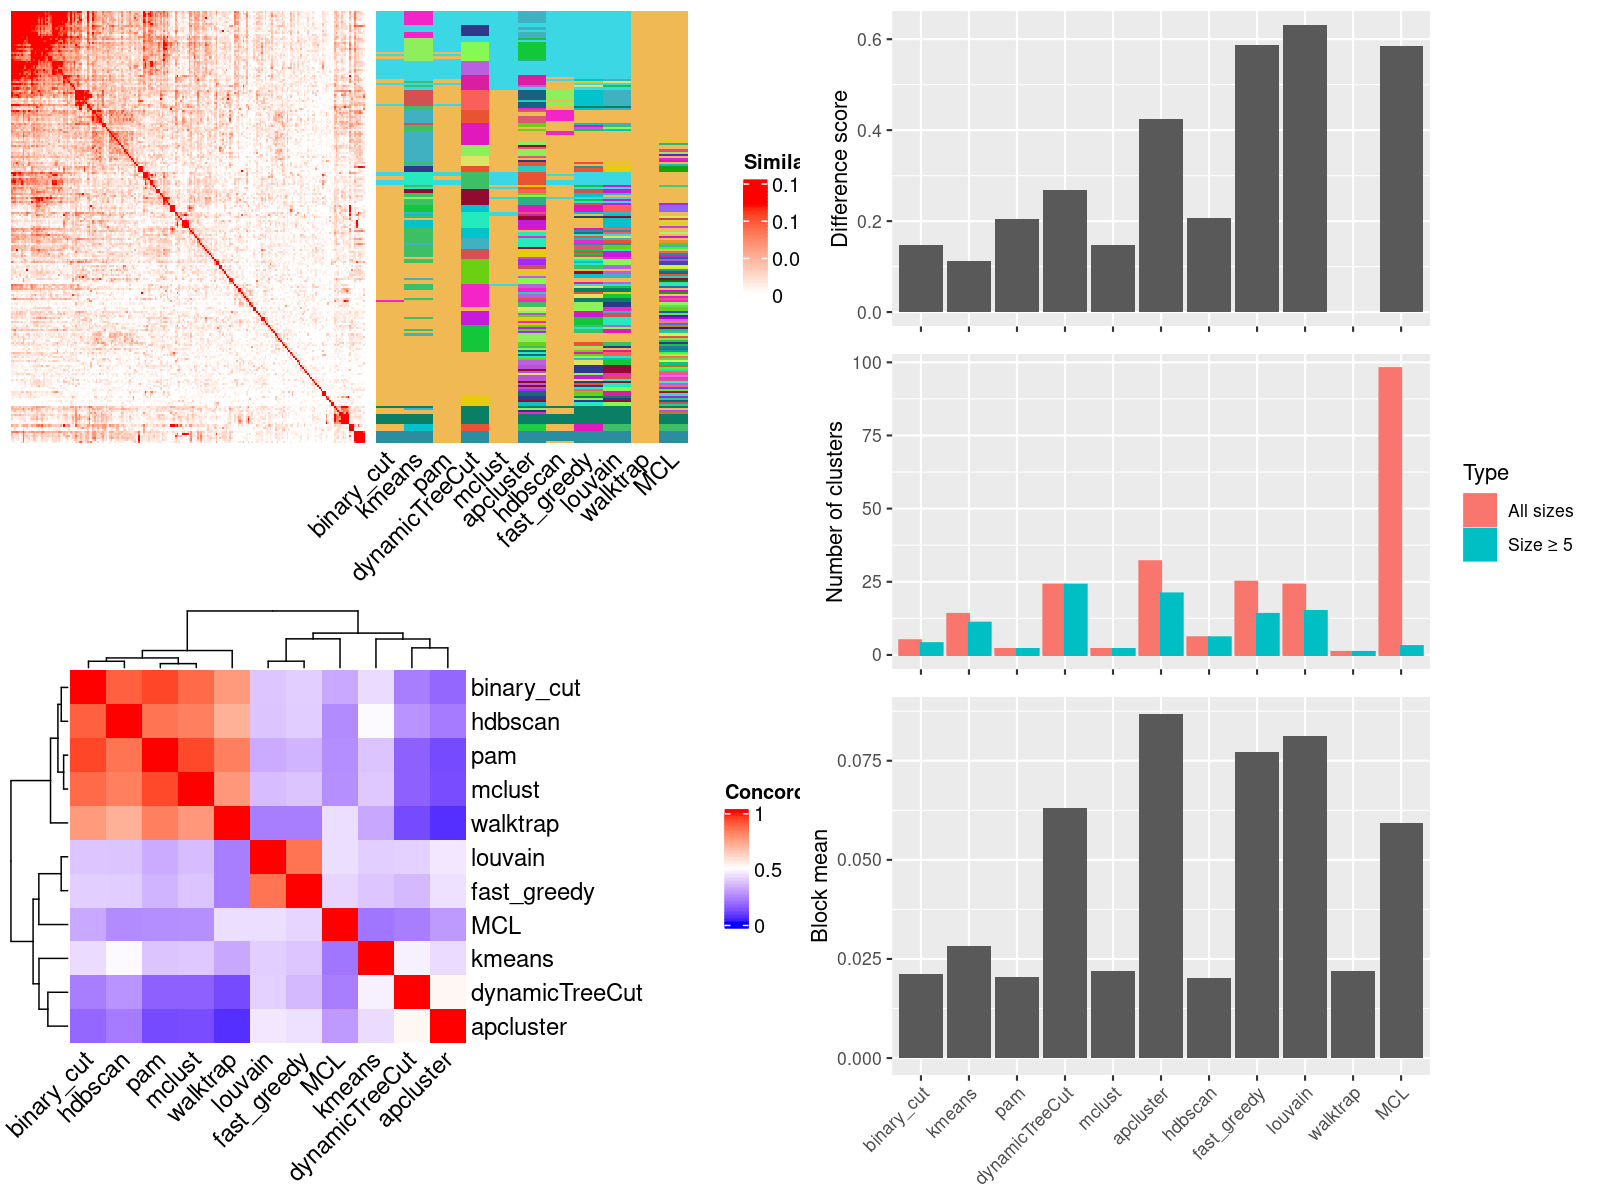 Simila
0.1
0.1
0.0
0
binary_cut
kmeans
pam
dynamicTreeCut
mclust
apcluster
hdbscan
fast_greedy
louvain
walktrap
MCL
binary_cut
hdbscan
pam
mclust
walktrap
louvain
fast_greedy
MCL
kmeans
dynamicTreeCut
apcluster
binary_cut
hdbscan
pam
mclust
walktrap
louvain
fast_greedy
MCL
kmeans
dynamicTreeCut
apcluster
Concord
1
0.5
0
Difference score
0.6
0.4
0.2
0.0
Number of clusters
100
75
50
25
0
Type
All sizes
Size ≥ 5
Block mean
0.075
0.050
0.025
0.000
binary_cut
kmeans
pam
dynamicTreeCut
mclust
apcluster
hdbscan
fast_greedy
louvain
walktrap
MCL